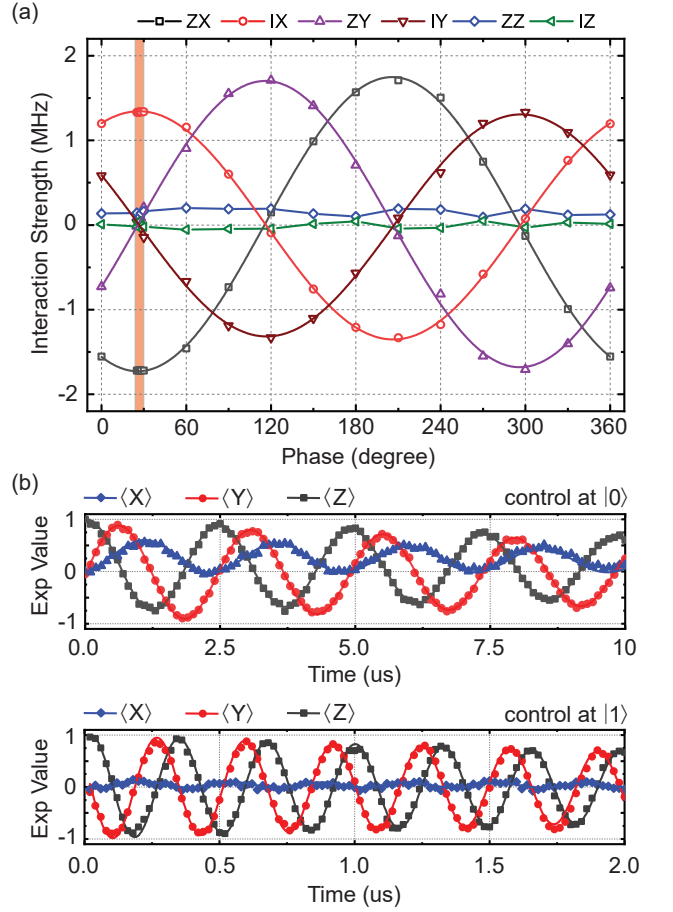 (a)
ZX IX ZY IY ZZ IZ
2
1
0
-1
-2
Interaction Strength (MHz)
0 60 120 180 240 300 360
Phase (degree)
(b)
⟨X⟩ ⟨Y⟩ ⟨Z⟩ control at |0⟩
1
0
-1
Exp Value
0.0 2.5 5.0 7.5 10
Time (us)
⟨X⟩ ⟨Y⟩ ⟨Z⟩ control at |1⟩
1
0
-1
Exp Value
0.0 0.5 1.0 1.5 2.0
Time (us)